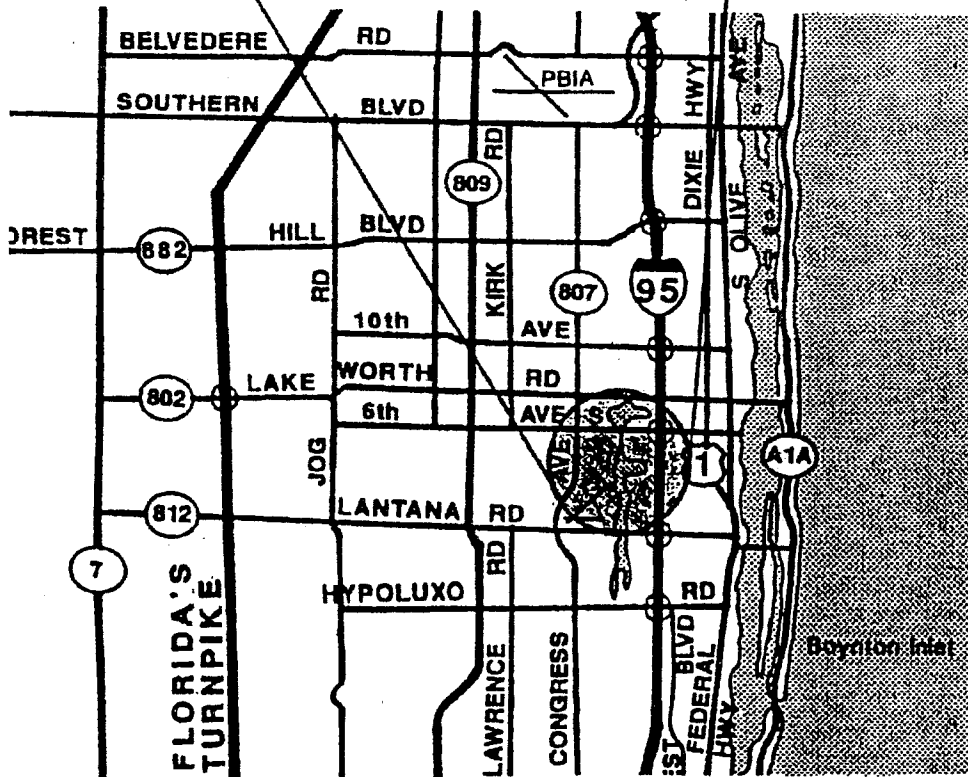 BELVEDERE RD
PBIA
AVE
HWY
SOUTHERN BLVD
RD
809
DIXIE
OLIVE
S
OREST 882 HILL BLVD
RD
KIRK
807
95
10th AVE
802 LAKE WORTH RD
6th AVE S
AVE
JOG
1
A1A
812 LANTANA RD
7
RD
HYPOLUXO RD
FLORIDA'S
TURNPIKE
LAWRENCE
CONGRESS
BLVD
FEDERAL
HWY
IST
Boynton Inlet